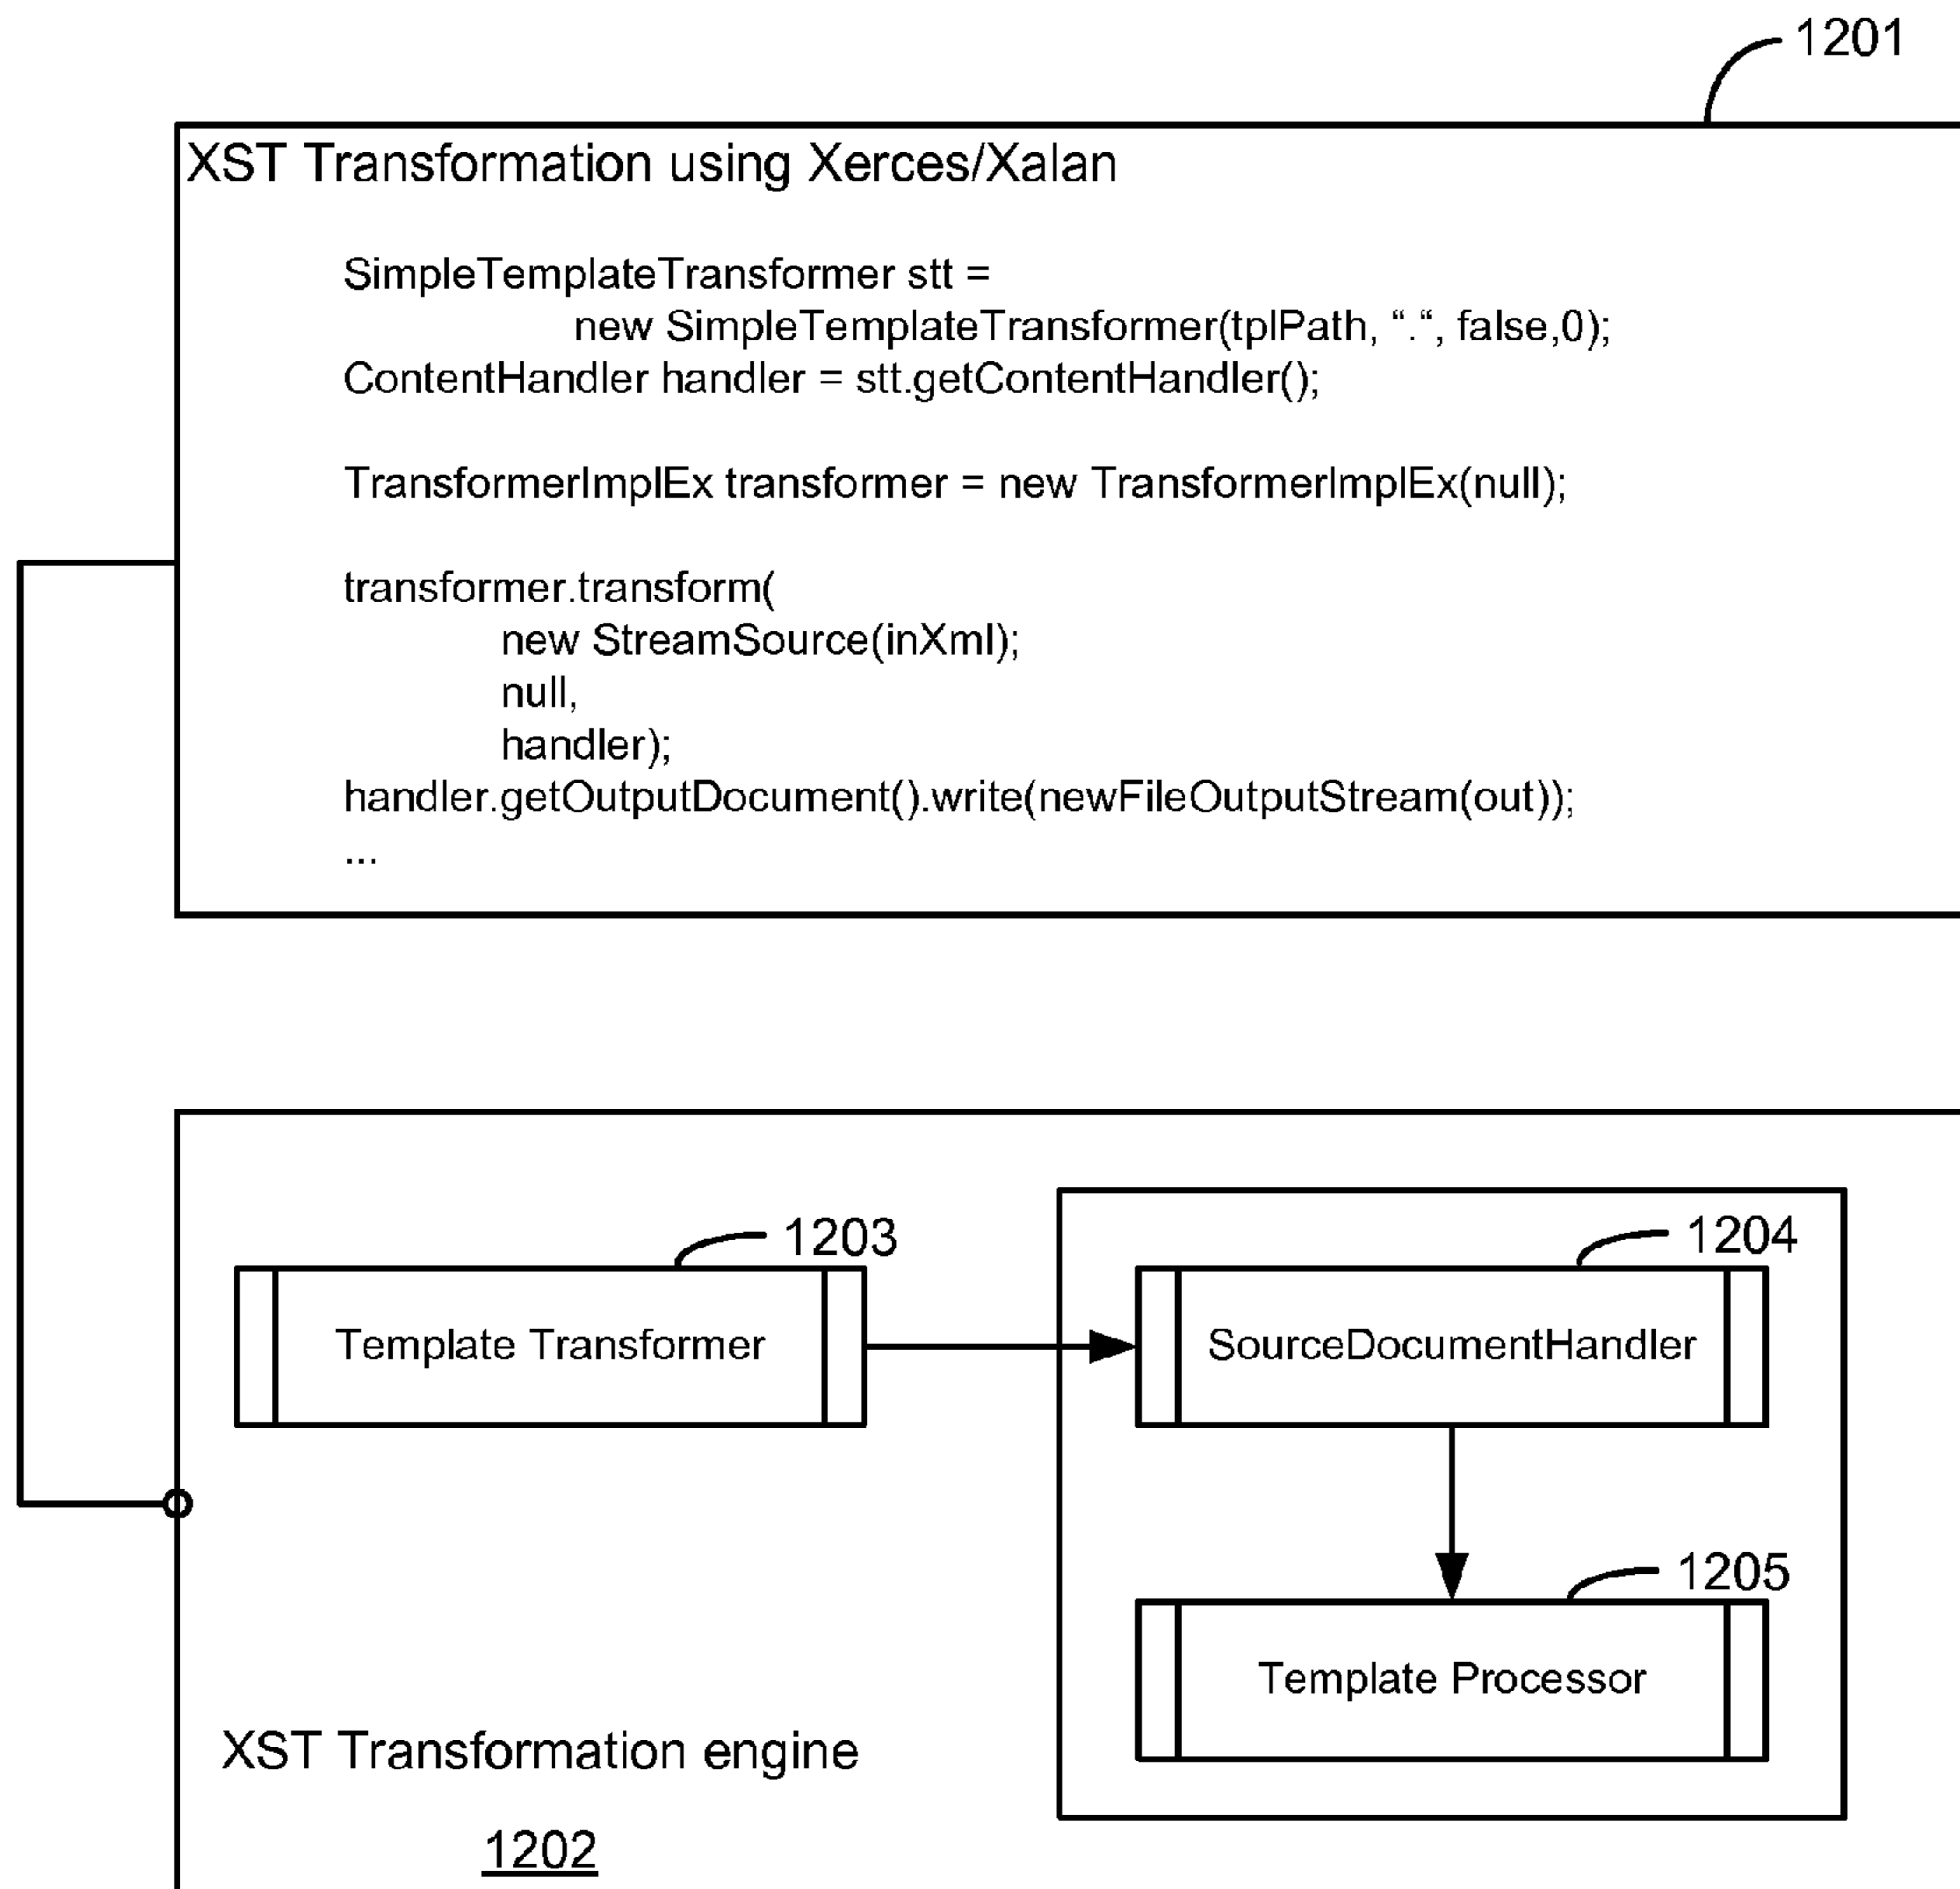 1201
XST Transformation using Xerces/Xalan
SimpleTemplateTransformer stt =
new SimpleTemplateTransformer(tplPath, “.“, false,0);
ContentHandler handler = stt.getContentHandler();
TransformerImplEx transformer = new TransformerImplEx(null);
transformer.transform(
new StreamSource(inXml);
null,
handler);
handler.getOutputDocument().write(newFileOutputStream(out));
...
1203
1204
Template Transformer
SourceDocumentHandler
1205
Template Processor
XST Transformation engine
1202